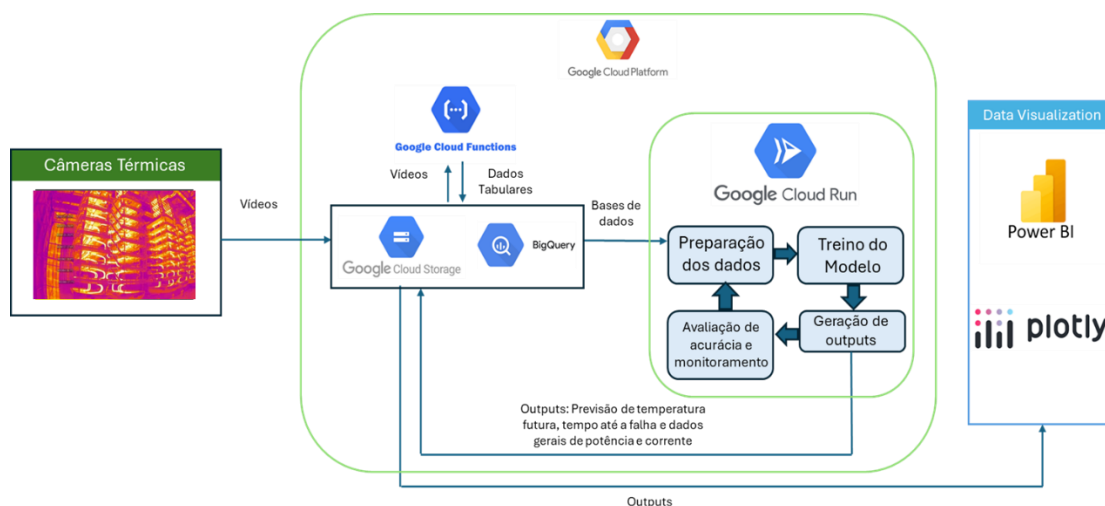 Google Cloud Platform
Google Cloud Functions
Data Visualization
Câmeras Térmicas
Vídeos
Vídeos
Dados
Tabulares
Bases de
dados
Google Cloud Run
Google Cloud Storage
BigQuery
Preparação
dos dados
Treino do
Modelo
Avaliação de
acurácia e
monitoramento
Geração de
outputs
Power BI
plotly
Outputs: Previsão de temperatura
futura, tempo até a falha e dados
gerais de potência e corrente
Outputs